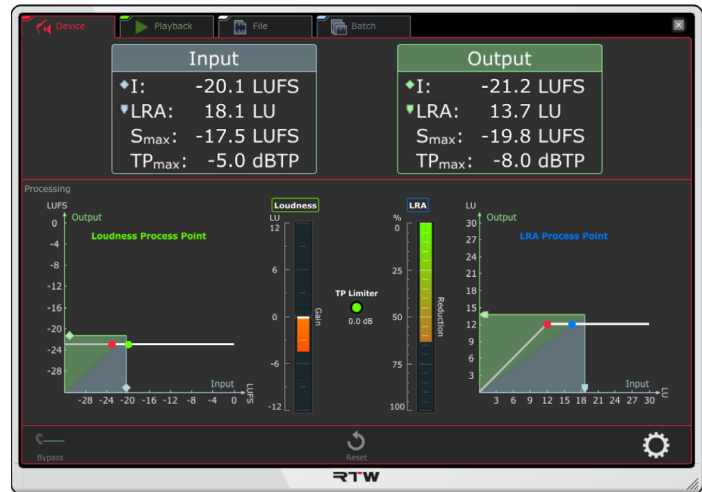 Device Playback File Batch
Input Output
I: -20.1 LUFS I: -21.2 LUFS
LRA: 18.1 LU LRA: 13.7 LU
Smax: -17.5 LUFS Smax: -19.8 LUFS
TPmax: -5.0 dBTP TPmax: -8.0 dBTP
Processing
LUFS Loudness LRA LU
Output LU % Output
0 12 0 30
Loudness Process Point LRA Process Point
-4 27
-8 24
6 25 21
-12 18
TP Limiter
-16 15
0.0 dB
-20 0 Gain 50 Reduction 12
-24 9
-28 -6 75 6
Input 3 Input
-28 -24 -20 -16 -12 -8 -4 0 LUFS 3 6 9 12 15 18 21 24 27 30 LU
-12 100
Bypass Reset
RTW